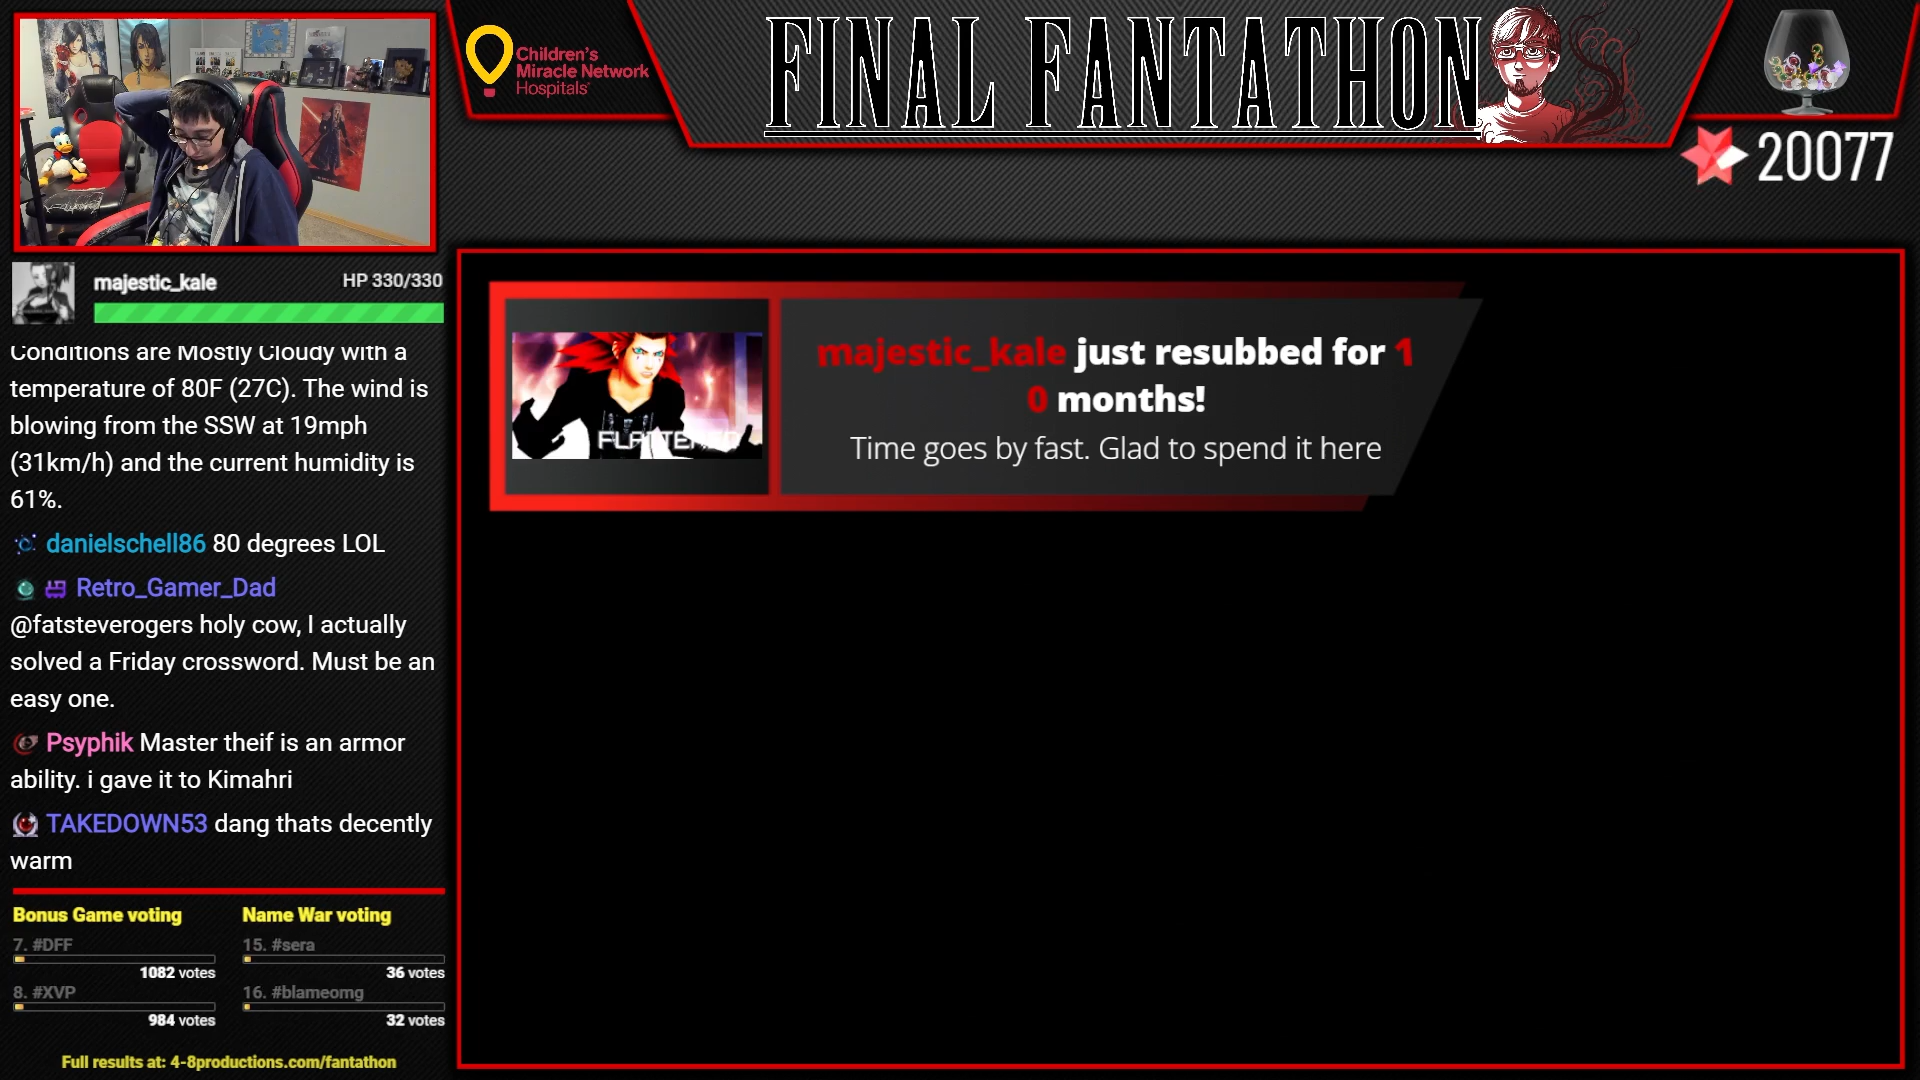 Children's
Miracle Network
Hospitals
FINAL FANTATHON
20077
majestic_kale
HP 330/330
Conditions are Mostly Cloudy with a
temperature of 80F (27C). The wind is
blowing from the SSW at 19mph
(31km/h) and the current humidity is
61%.
danielschell86 80 degrees LOL
Retro_Gamer_Dad
@fatsteverogers holy cow, I actually
solved a Friday crossword. Must be an
easy one.
Psyphik Master theif is an armor
ability. i gave it to Kimahri
TAKEDOWN53 dang thats decently
warm
Bonus Game voting
7. #DFF
1082 votes
8. #XVP
984 votes
Name War voting
15. #sera
36 votes
16. #blameomg
32 votes
Full results at: 4-8productions.com/fantathon
FLATTERED
majestic_kale just resubbed for 1
0 months!
Time goes by fast. Glad to spend it here